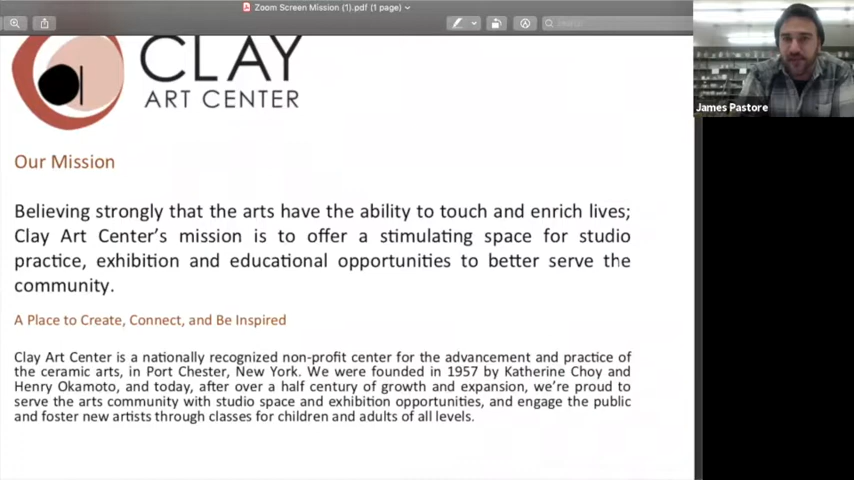 Zoom Screen Mission (1).pdf (1 page)
CLAY
ART CENTER
James Pastore
Our Mission
Believing strongly that the arts have the ability to touch and enrich lives;
Clay Art Center's mission is to offer a stimulating space for studio
practice, exhibition and educational opportunities to better serve the
community.
A Place to Create, Connect, and Be Inspired
Clay Art Center is a nationally recognized non-profit center for the advancement and practice of
the ceramic arts, in Port Chester, New York. We were founded in 1957 by Katherine Choy and
Henry Okamoto, and today, after over a half century of growth and expansion, we're proud to
serve the arts community with studio space and exhibition opportunities, and engage the public
and foster new artists through classes for children and adults of all levels.